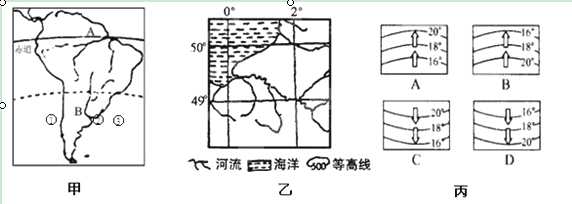 A
赤道
B
① ② ③
甲
0° 2°
50°
49°
河流 海洋 500 等高线
乙
20° 18° 16°
A
16° 18° 20°
B
20° 18° 16°
C
16° 18° 20°
D
丙